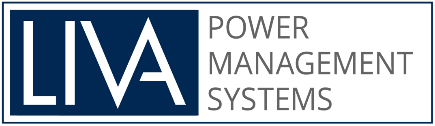 LIVA
POWER
MANAGEMENT
SYSTEMS